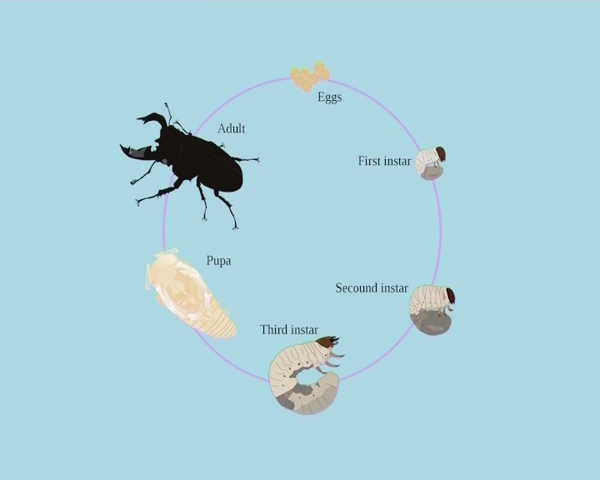 Eggs
Adult
First instar
Pupa
Secound instar
Third instar